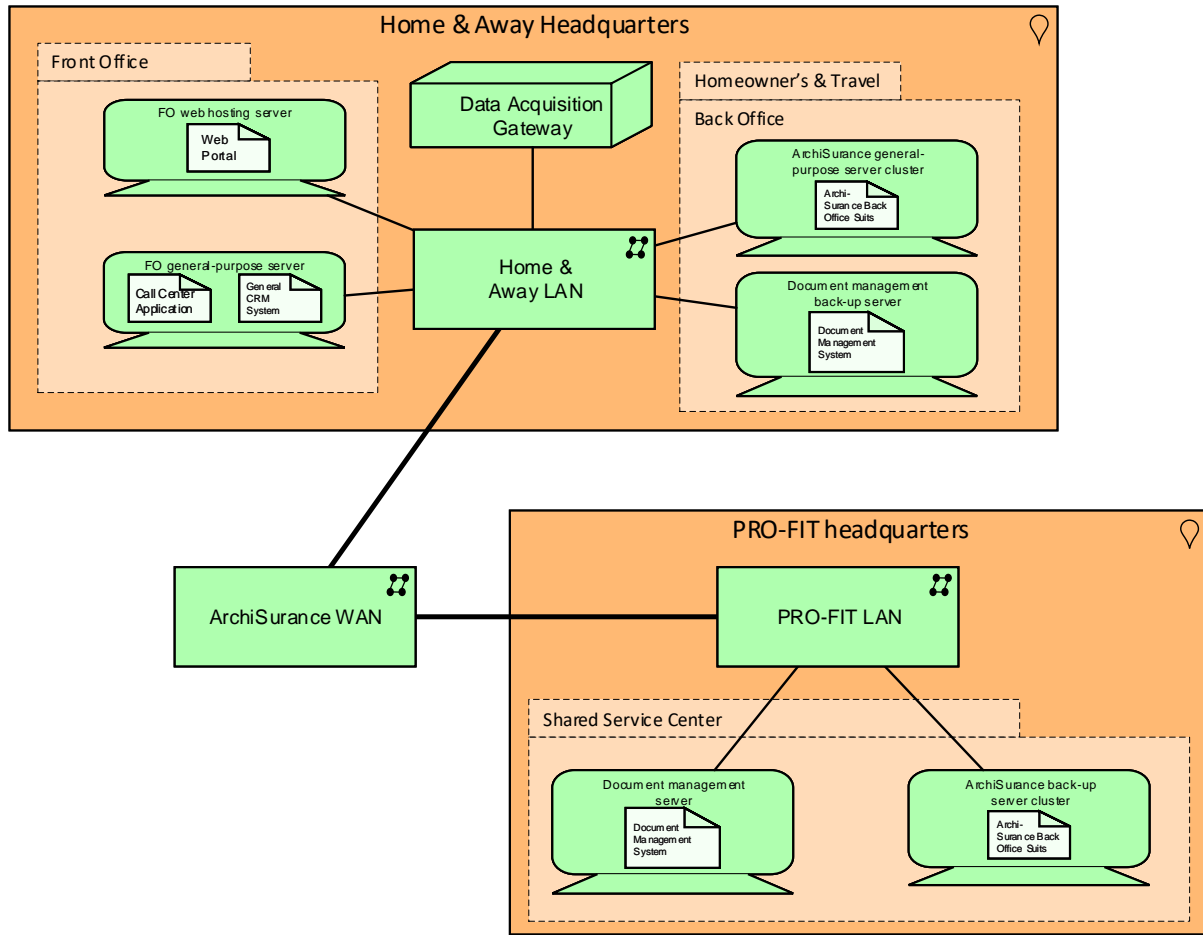 Home & Away Headquarters
Front Office
FO web hosting server
Web
Portal
FO general-purpose server
Call Center
Application
General
CRM
System
Data Acquisition
Gateway
Home &
Away LAN
Homeowner's & Travel
Back Office
ArchiSurance general-
purpose server cluster
Archi-
Surance Back
Office Suits
Document management
back-up server
Document
Management
System
ArchiSurance WAN
PRO-FIT headquarters
PRO-FIT LAN
Shared Service Center
Document management
server
Document
Management
System
ArchiSurance back-up
server cluster
Archi-
Surance Back
Office Suits